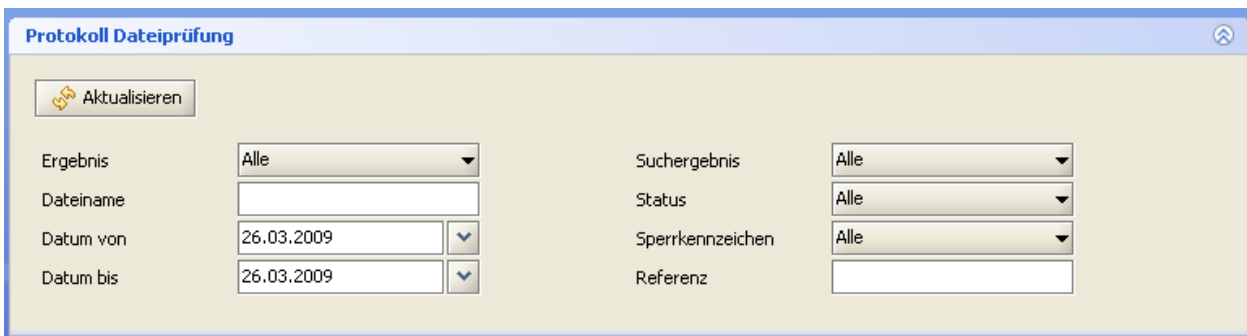 Protokoll Dateiprüfung
Aktualisieren
Ergebnis Alle Suchergebnis Alle
Dateiname Status Alle
Datum von 26.03.2009 Sperrkennzeichen Alle
Datum bis 26.03.2009 Referenz